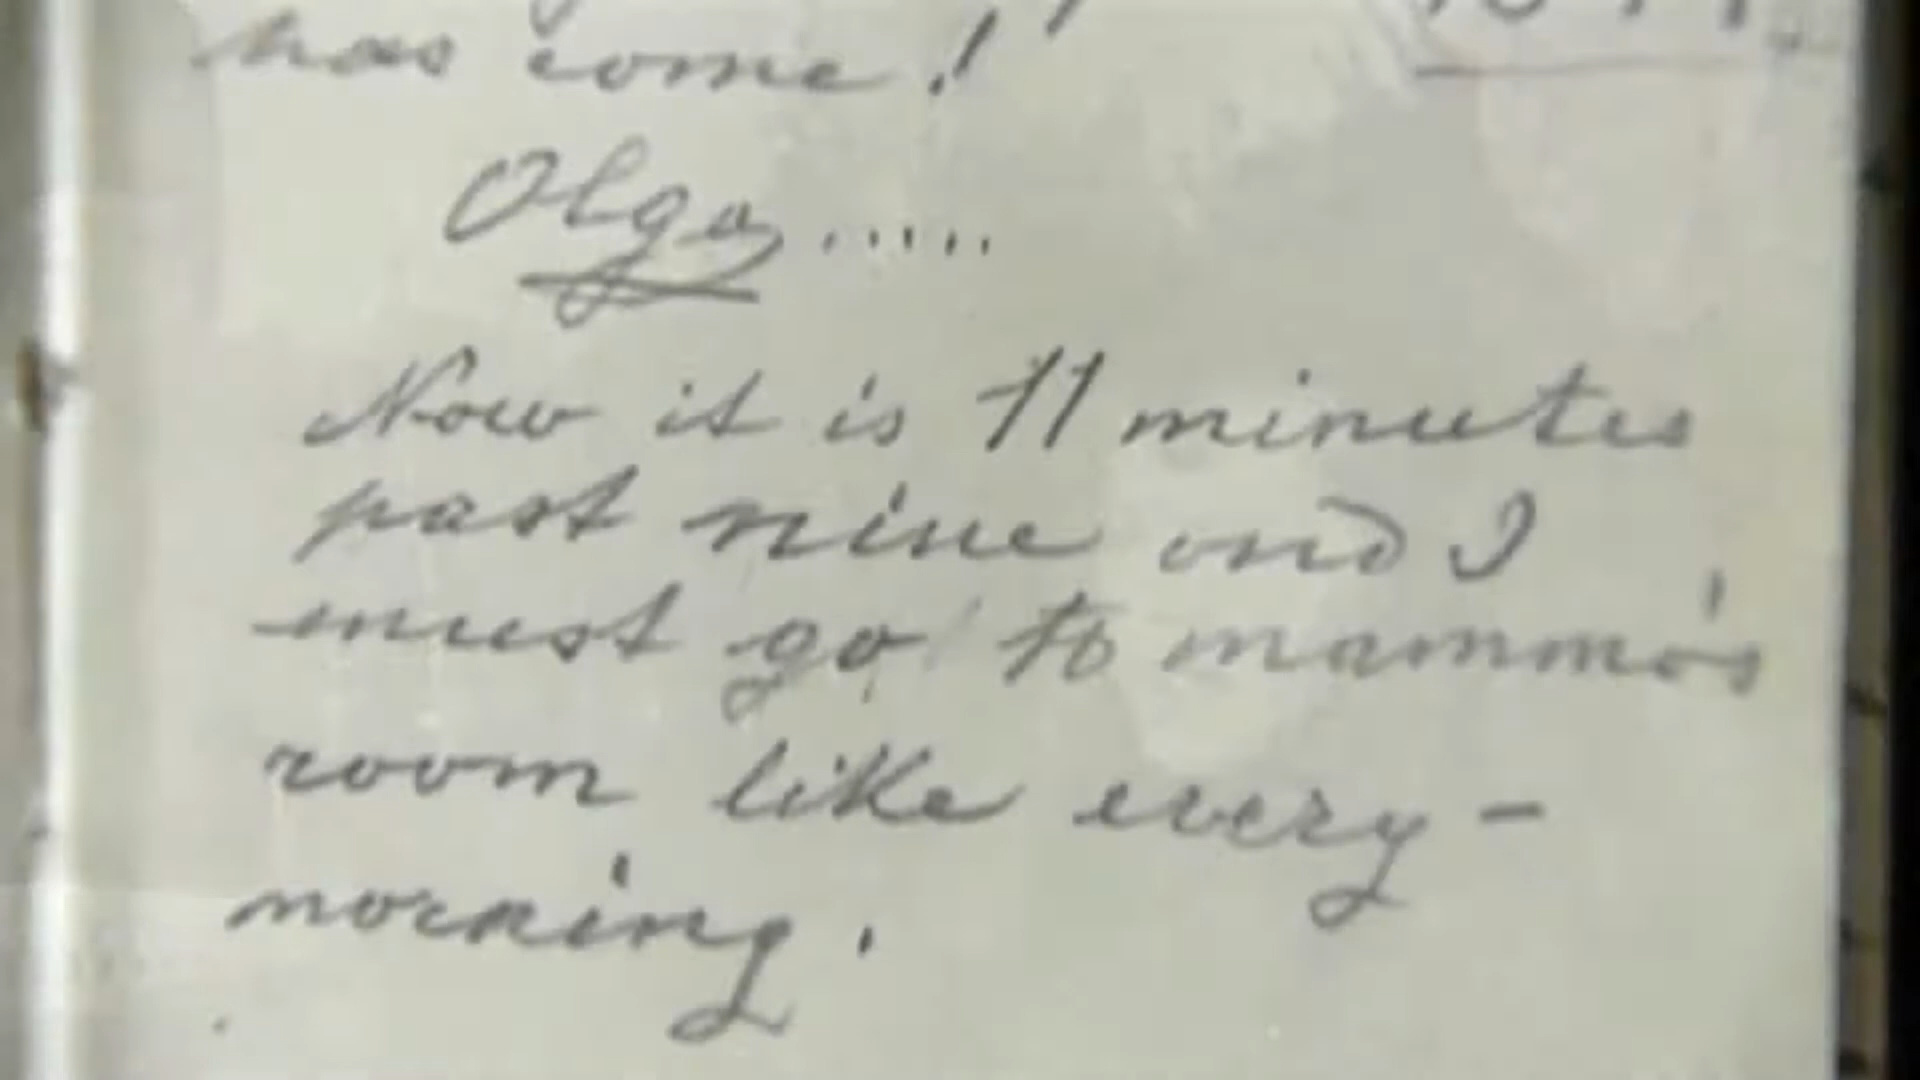 has come!
Olga......
Now it is 11 minutes
past nine and I
must go to mamma's
room like every -
morning.